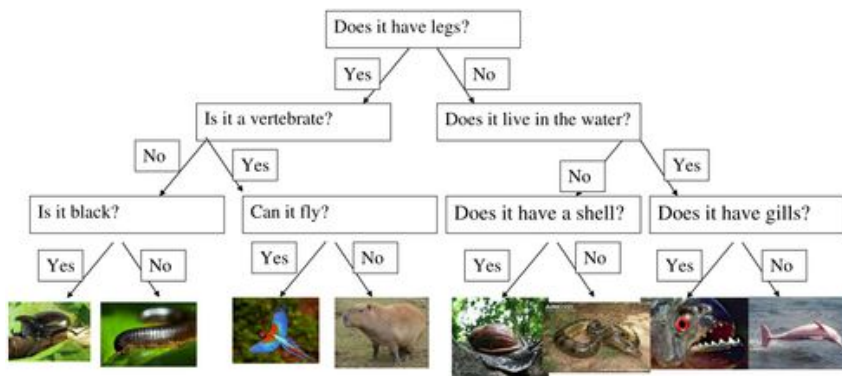 Does it have legs?
Yes
No
Is it a vertebrate?
Does it live in the water?
No
Yes
No
Yes
Is it black?
Can it fly?
Does it have a shell?
Does it have gills?
Yes
No
Yes
No
Yes
No
Yes
No